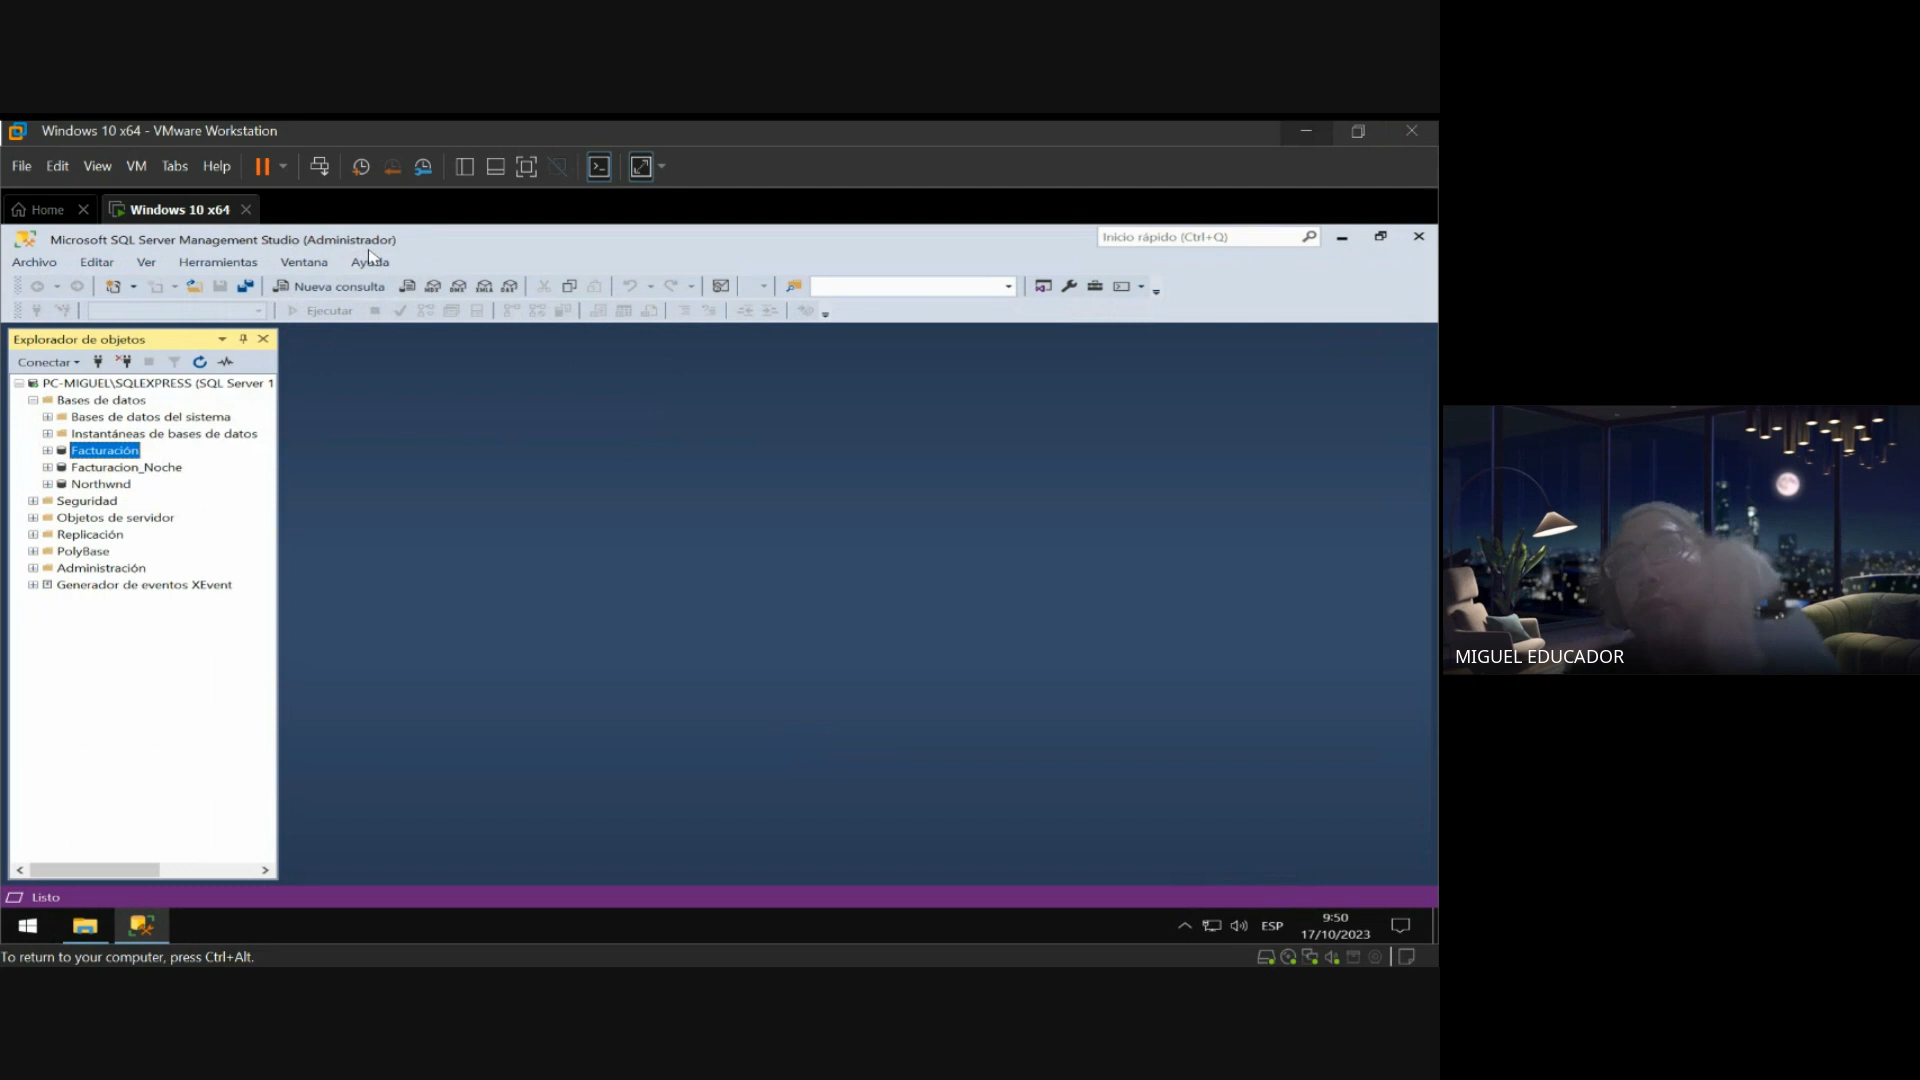 Windows 10 x64 - VMware Workstation
File Edit View VM Tabs Help
Home Windows 10 x64
Microsoft SQL Server Management Studio (Administrador)
Inicio rápido (Ctrl+Q)
Archivo Editar Ver Herramientas Ventana Ayuda
Nueva consulta
Ejecutar
Explorador de objetos
Conectar
PC-MIGUEL\SQLEXPRESS (SQL Server 1
Bases de datos
Bases de datos del sistema
Instantáneas de bases de datos
Facturación
Facturacion_Noche
Northwnd
Seguridad
Objetos de servidor
Replicación
PolyBase
Administración
Generador de eventos XEvent
MIGUEL EDUCADOR
Listo
ESP
9:50
17/10/2023
To return to your computer, press Ctrl+Alt.